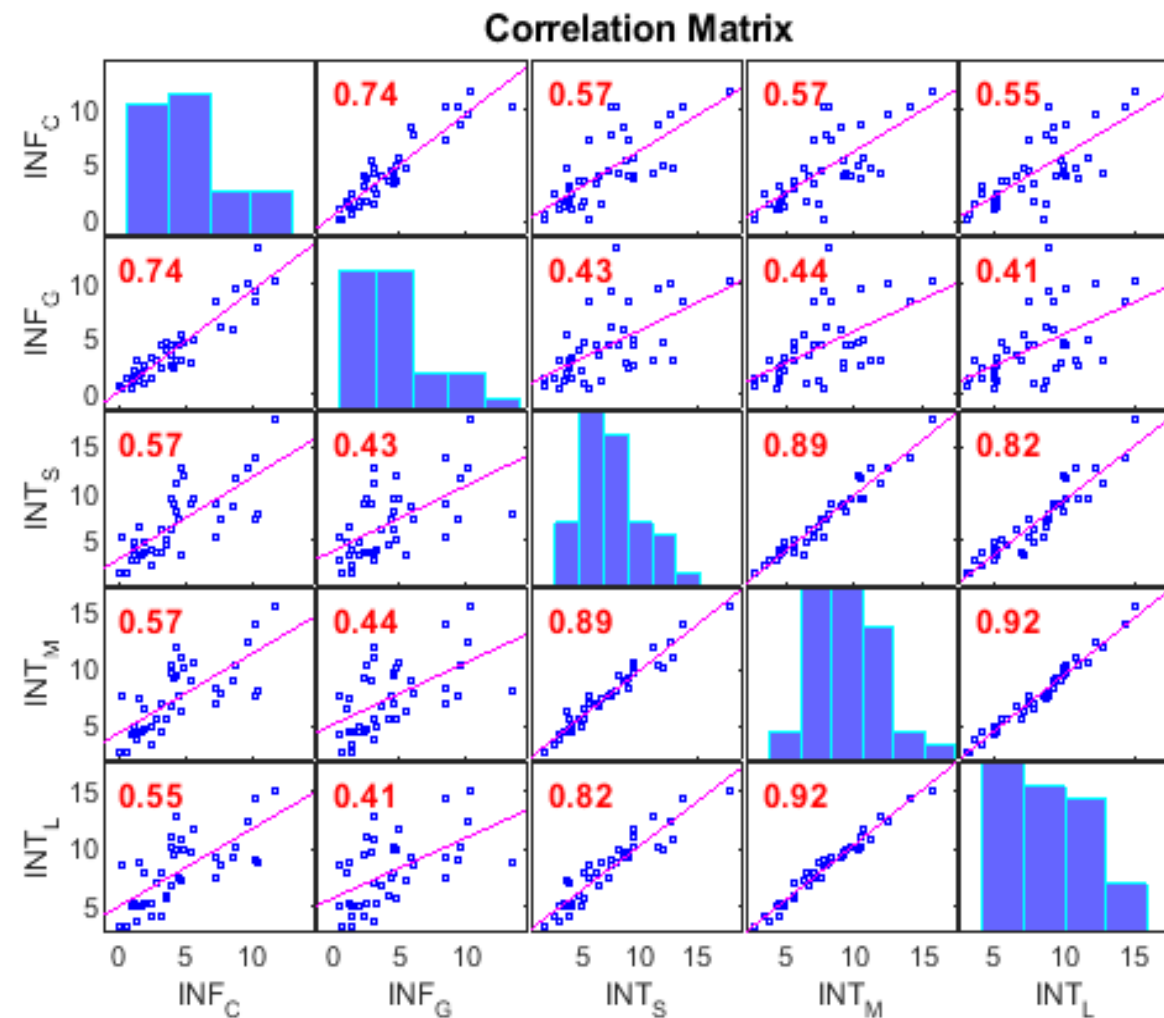 Correlation Matrix
INF_C 10 5 0 0.74 0.57 0.57 0.55
INF_G 10 5 0 0.74 0.43 0.44 0.41
INT_S 15 10 5 0.57 0.43 0.89 0.82
INT_M 15 10 5 0.57 0.44 0.89 0.92
INT_L 15 10 5 0.55 0.41 0.82 0.92
0 5 10 0 5 10 5 10 15 5 10 15 5 10 15
INF_C INF_G INT_S INT_M INT_L